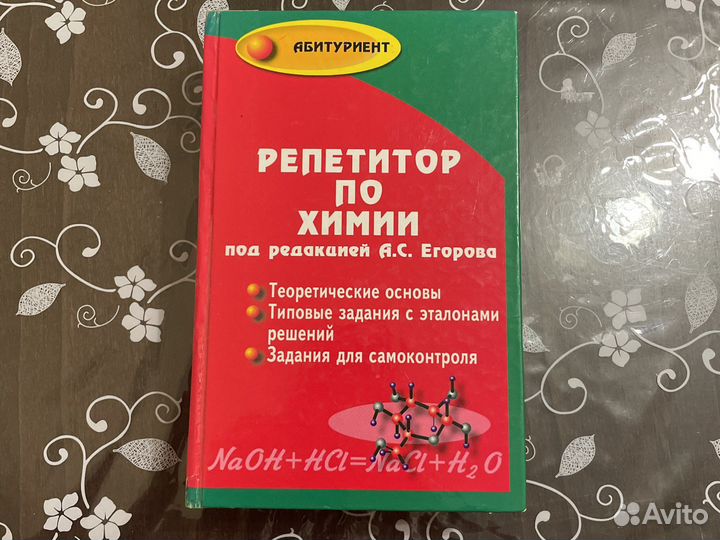 АБИТУРИЕНТ
РЕПЕТИТОР
ПО
ХИМИИ
под редакцией А.С. Егорова
Теоретические основы
Типовые задания с эталонами
решений
Задания для самоконтроля
NaOH+HCl=NaCl+H₂O
Avito